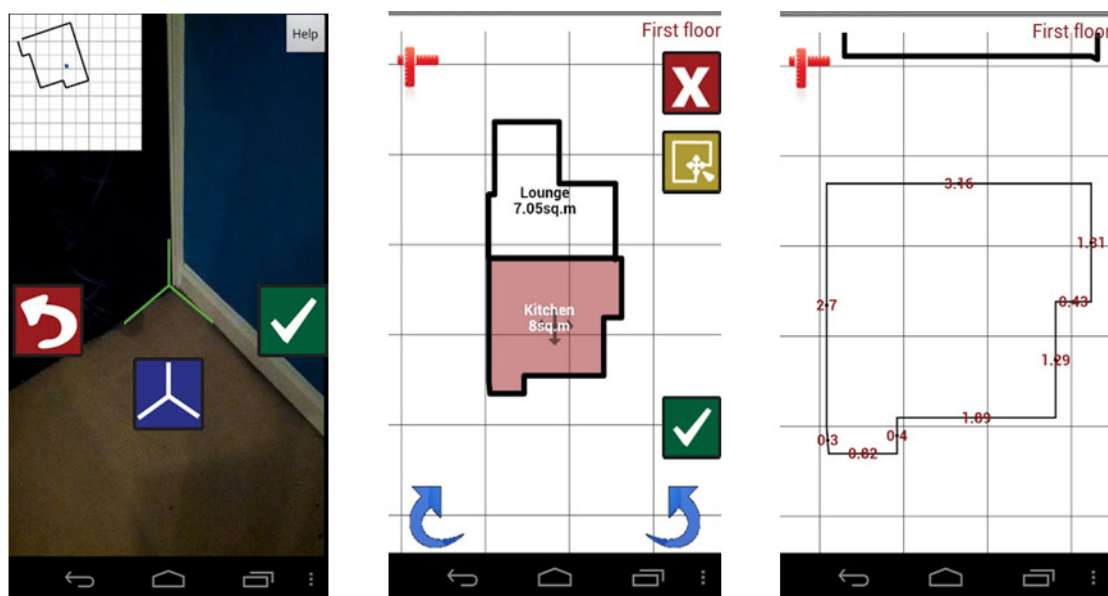 Help
First floor
Lounge
7.05sq.m
Kitchen
8sq.m
First floor
3.16
1.31
2.7
0.43
1.29
1.89
0.4
0.3
0.82